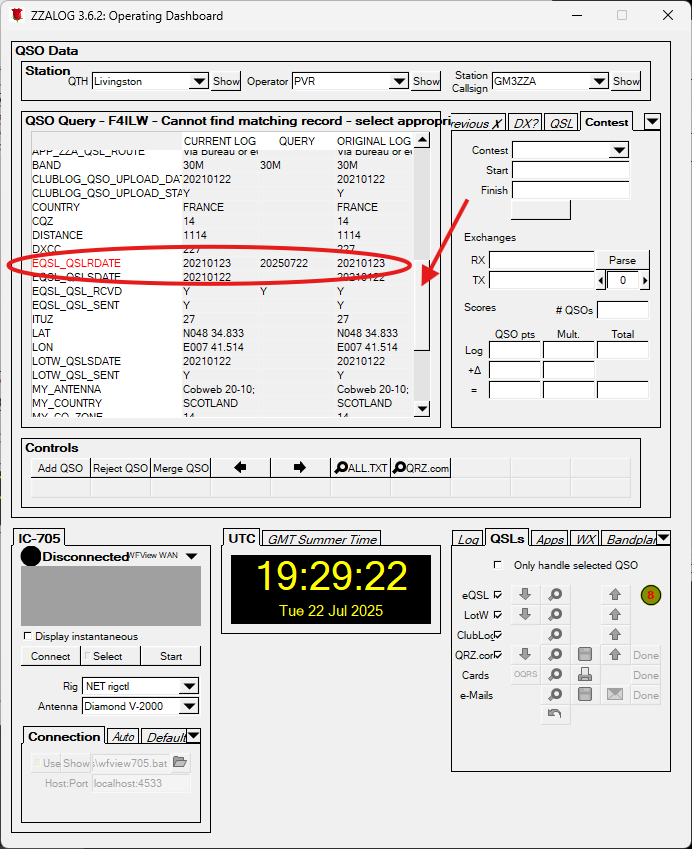 ZZALOG 3.6.2: Operating Dashboard
QSO Data
Station
QTH Livingston Show Operator PVR Show Station Callsign GM3ZZA Show
QSO Query - F4ILW - Cannot find matching record - select appropri
CURRENT LOG QUERY ORIGINAL LOG
APP_ZZA_QSL_ROUTE Via Bureau or e Via Bureau or e
BAND 30M 30M 30M
CLUBLOG_QSO_UPLOAD_DA 20210122 20210122
CLUBLOG_QSO_UPLOAD_STA Y Y
COUNTRY FRANCE FRANCE
CQZ 14 14
DISTANCE 1114 1114
DXCC 227 227
EQSL_QSLRDATE 20210123 20250722 20210123
EQSL_QSLSDATE 20210122 20210122
EQSL_QSL_RCVD Y Y Y
EQSL_QSL_SENT Y Y
ITUZ 27 27
LAT N048 34.833 N048 34.833
LON E007 41.514 E007 41.514
LOTW_QSLSDATE 20210122 20210122
LOTW_QSL_SENT Y Y
MY_ANTENNA Cobweb 20-10; Cobweb 20-10;
MY_COUNTRY SCOTLAND SCOTLAND
MY_CQ_ZONE 14 14
revious X DX? QSL Contest
Contest
Start
Finish
Exchanges
RX Parse
TX 0
Scores # QSOs
QSO pts Mult. Total
Log
+Δ
=
Controls
Add QSO Reject QSO Merge QSO ALL.TXT QRZ.com
IC-705
Disconnected WFView WAN
Display instantaneous
Connect Select Start
Rig NET rigctl
Antenna Diamond V-2000
Connection Auto Default
Use Show s\wfview705.bat
Host:Port localhost:4533
UTC GMT Summer Time
19:29:22
Tue 22 Jul 2025
Log QSLs Apps WX Bandplan
Only handle selected QSO
eQSL 8
LotW
ClubLog
QRZ.com Done
Cards OQRS Done
e-Mails Done